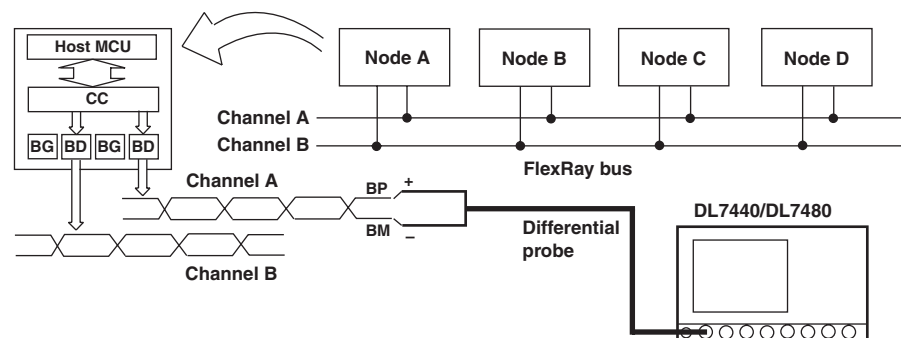 Host MCU
CC
BG BD BG BD
Node A Node B Node C Node D
Channel A
Channel B
FlexRay bus
Channel A
BP +
BM −
Channel B
Differential
probe
DL7440/DL7480